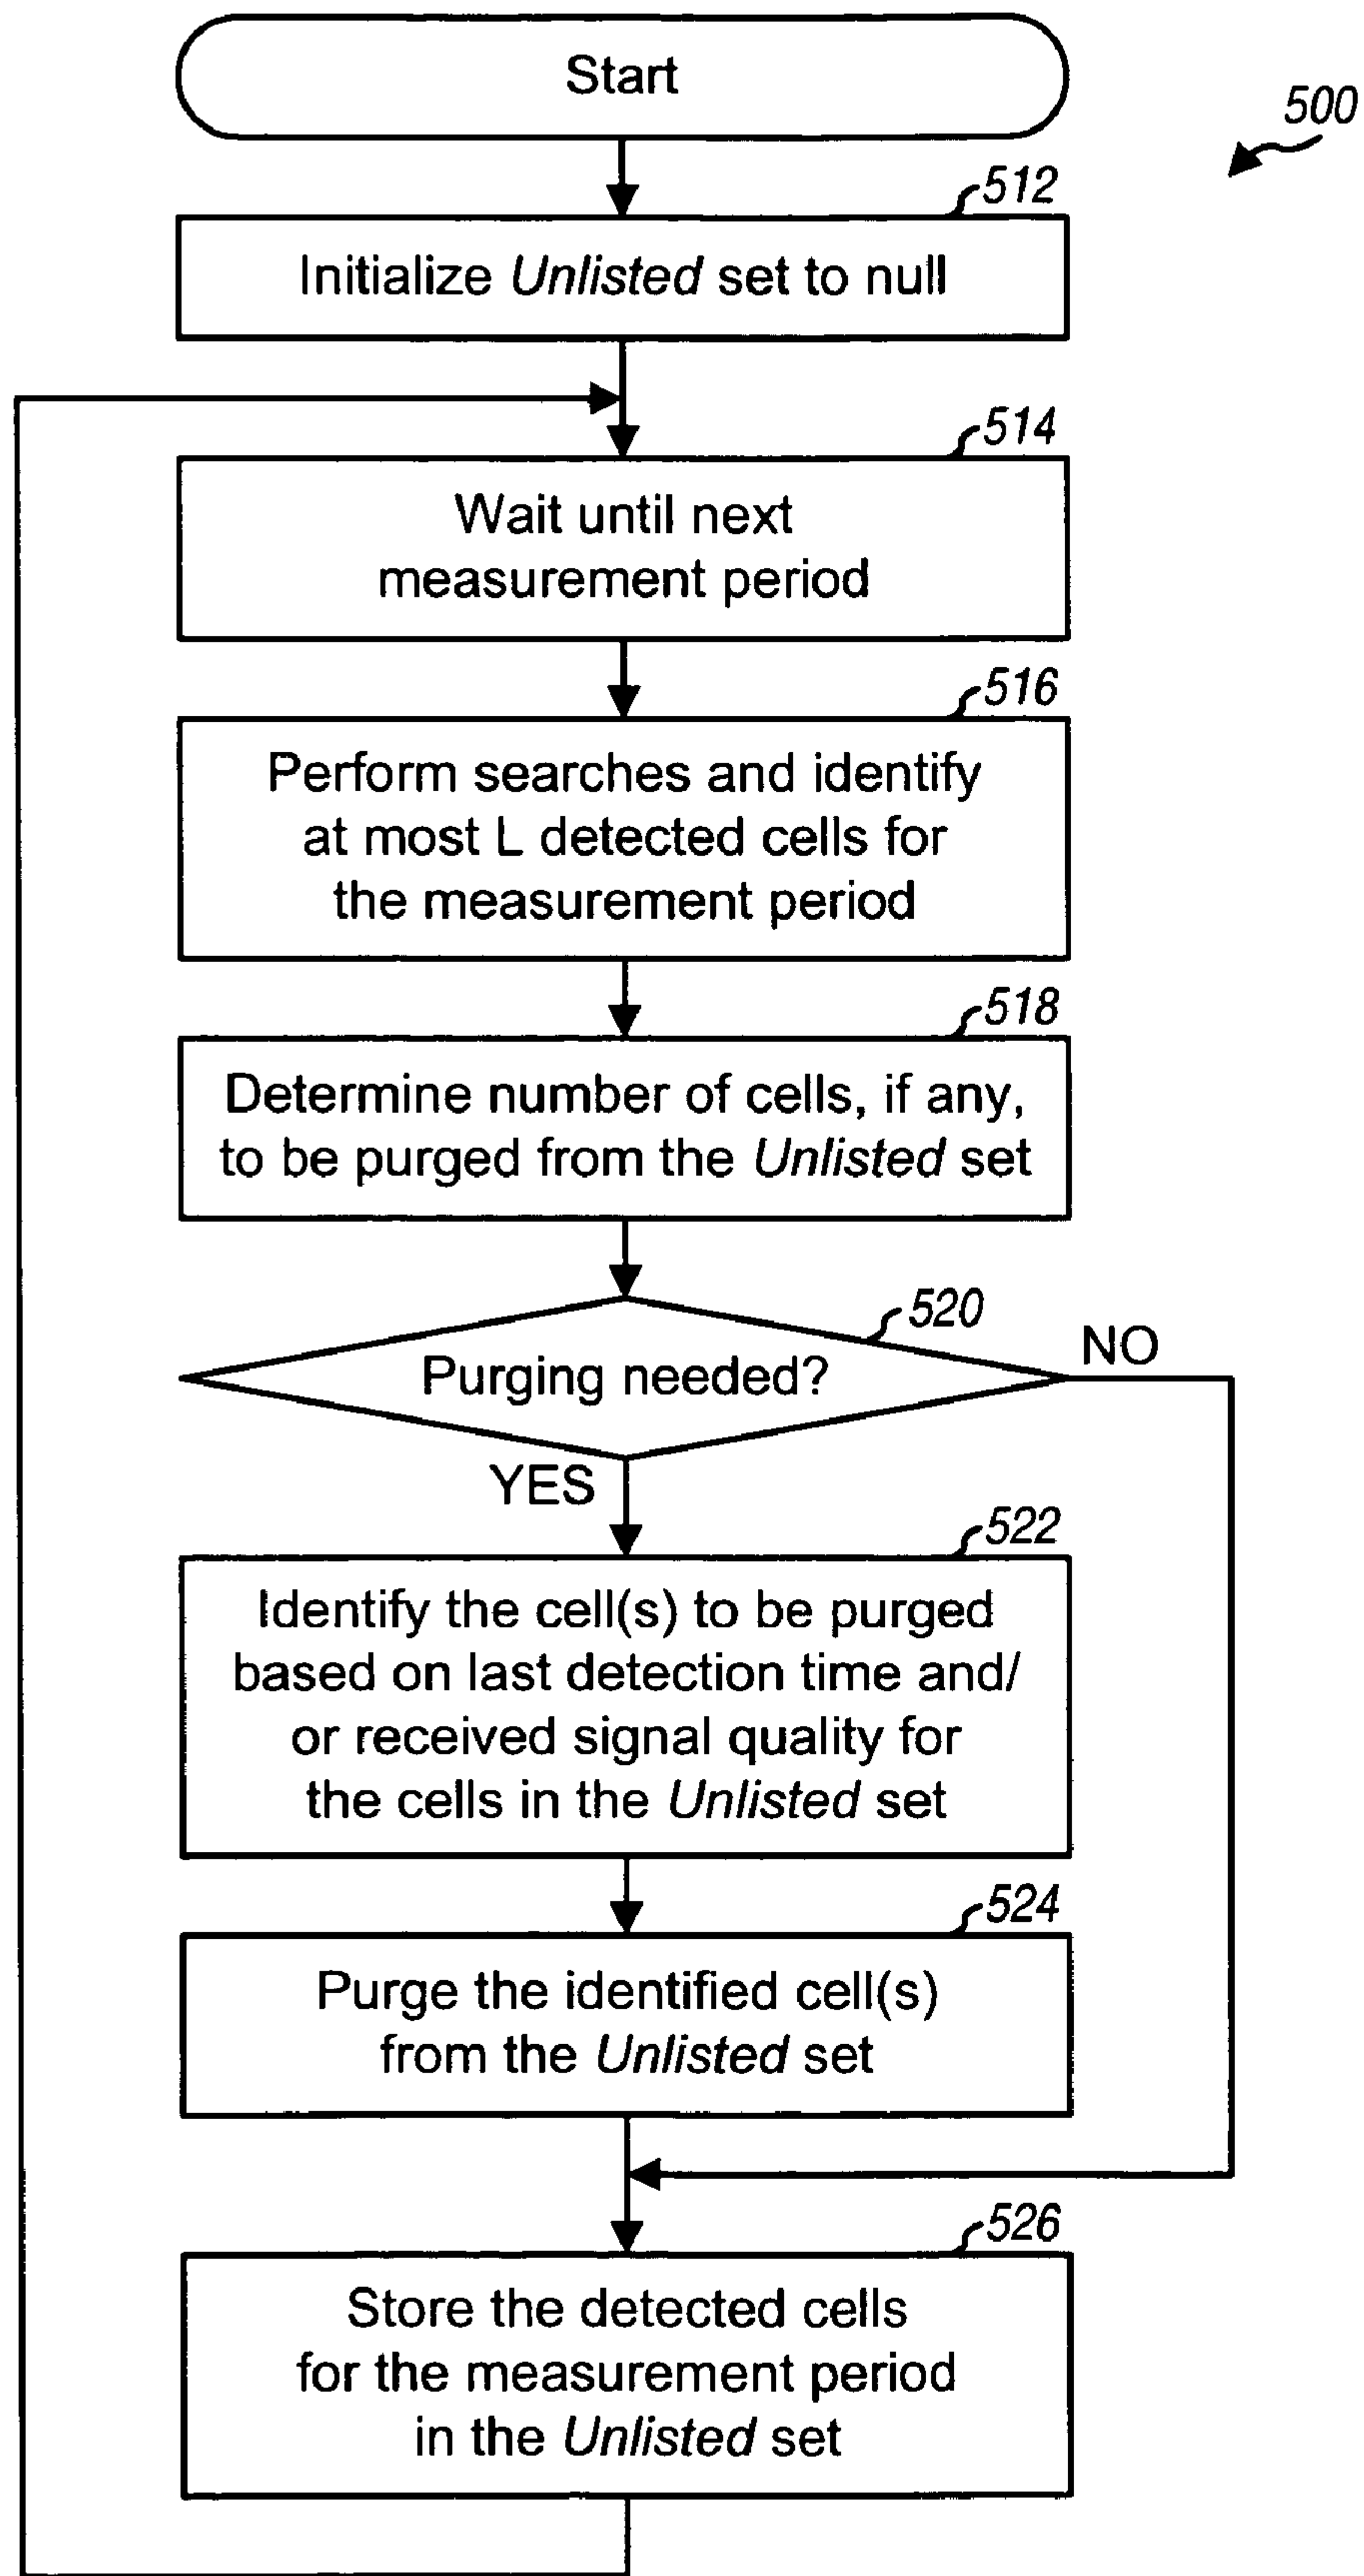 Start
500
512
Initialize Unlisted set to null
514
Wait until next
measurement period
516
Perform searches and identify
at most L detected cells for
the measurement period
518
Determine number of cells, if any,
to be purged from the Unlisted set
520
Purging needed?
NO
YES
522
Identify the cell(s) to be purged
based on last detection time and/
or received signal quality for
the cells in the Unlisted set
524
Purge the identified cell(s)
from the Unlisted set
526
Store the detected cells
for the measurement period
in the Unlisted set